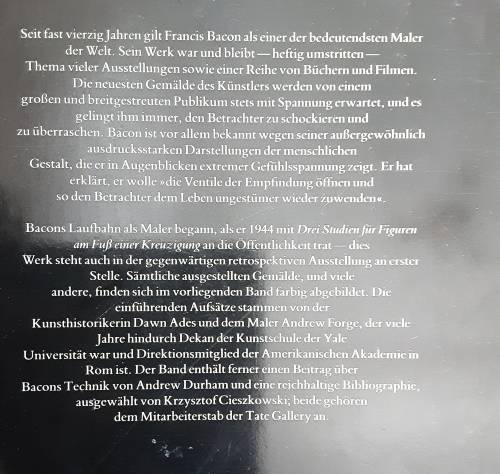 Seit fast vierzig Jahren gilt Francis Bacon als einer der bedeutendsten Maler
der Welt. Sein Werk war und bleibt — heftig umstritten —
Thema vieler Ausstellungen sowie einer Reihe von Büchern und Filmen.
Die neuesten Gemälde des Künstlers werden von einem
großen und breitgestreuten Publikum stets mit Spannung erwartet, und es
gelingt ihm immer, den Betrachter zu schockieren und
zu überraschen. Bacon ist vor allem bekannt wegen seiner außergewöhnlich
ausdrucksstarken Darstellungen der menschlichen
Gestalt, die er in Augenblicken extremer Gefühlsspannung zeigt. Er hat
erklärt, er wolle »die Ventile der Empfindung öffnen und
so den Betrachter dem Leben ungestümer wieder zuwenden«.
Bacons Laufbahn als Maler begann, als er 1944 mit Drei Studien für Figuren
am Fuß einer Kreuzigung an die Öffentlichkeit trat — dies
Werk steht auch in der gegenwärtigen retrospektiven Ausstellung an erster
Stelle. Sämtliche ausgestellten Gemälde, und viele
andere, finden sich im vorliegenden Band farbig abgebildet. Die
einführenden Aufsätze stammen von der
Kunsthistorikerin Dawn Ades und dem Maler Andrew Forge, der viele
Jahre hindurch Dekan der Kunstschule der Yale
Universität war und Direktionsmitglied der Amerikanischen Akademie in
Rom ist. Der Band enthält ferner einen Beitrag über
Bacons Technik von Andrew Durham und eine reichhaltige Bibliographie,
ausgewählt von Krzysztof Cieszkowski; beide gehören
dem Mitarbeiterstab der Tate Gallery an.